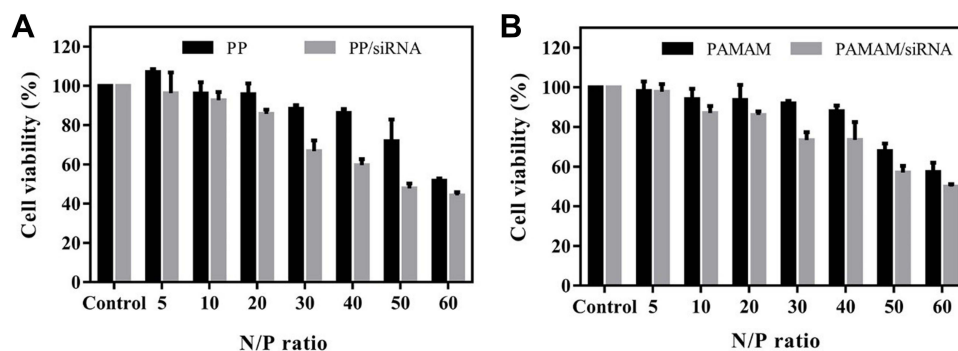 A
PP
PP/siRNA
Cell viability (%)
120
100
80
60
40
20
0
Control 5 10 20 30 40 50 60
N/P ratio
B
PAMAM
PAMAM/siRNA
Cell viability (%)
120
100
80
60
40
20
0
Control 5 10 20 30 40 50 60
N/P ratio